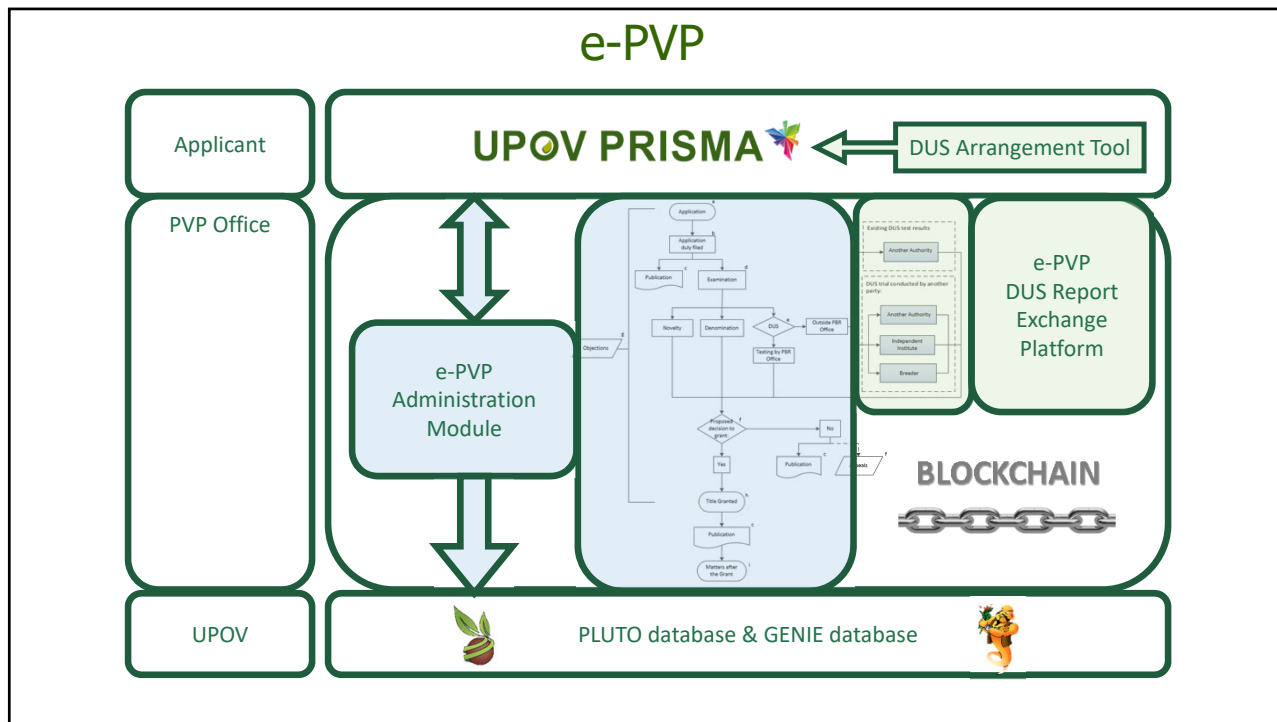 e-PVP
Applicant
UPOV PRISMA
DUS Arrangement Tool
PVP Office
a
Application
b
Application
duly filed
c
Publication
d
Examination
Novelty
Denomination
e
DUS
Outside PBR
Office
Testing by PBR
Office
g
Objections
f
Proposed
decision to
grant:
No
Yes
c
Publication
f
h
Title Granted
c
Publication
i
Matters after
the Grant
Existing DUS test results
Another Authority
DUS trial conducted by another
party:
Another Authority
Independent
Institute
Breeder
e-PVP
DUS Report
Exchange
Platform
e-PVP
Administration
Module
BLOCKCHAIN
UPOV
PLUTO database & GENIE database